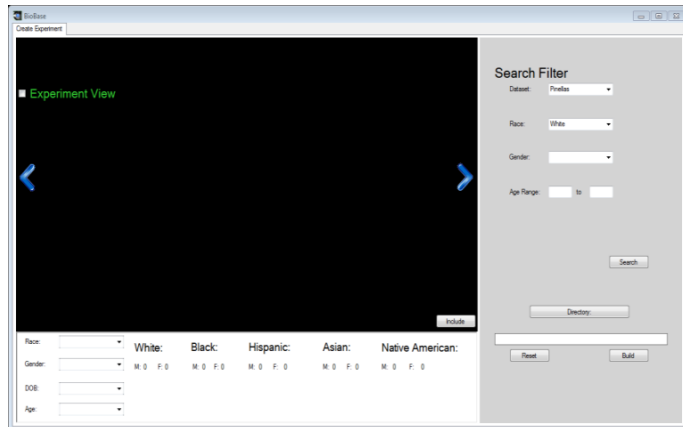 BioBase
Create Experiment
Experiment View
Include
Search Filter
Dataset: Pinellas
Race: White
Gender:
Age Range: to
Search
Directory:
Reset Build
Race:
Gender:
DOB:
Age:
White: Black: Hispanic: Asian: Native American:
M: 0 F: 0 M: 0 F: 0 M: 0 F: 0 M: 0 F: 0 M: 0 F: 0